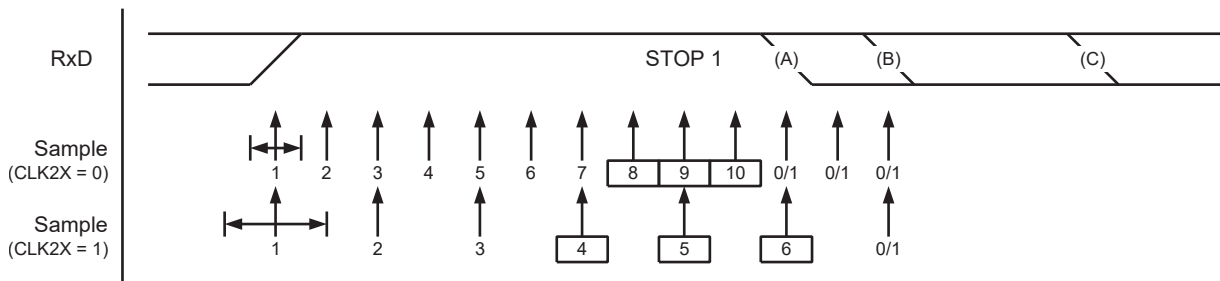 RxD STOP 1 (A) (B) (C)
Sample
(CLK2X = 0) 1 2 3 4 5 6 7 8 9 10 0/1 0/1 0/1
Sample
(CLK2X = 1) 1 2 3 4 5 6 0/1